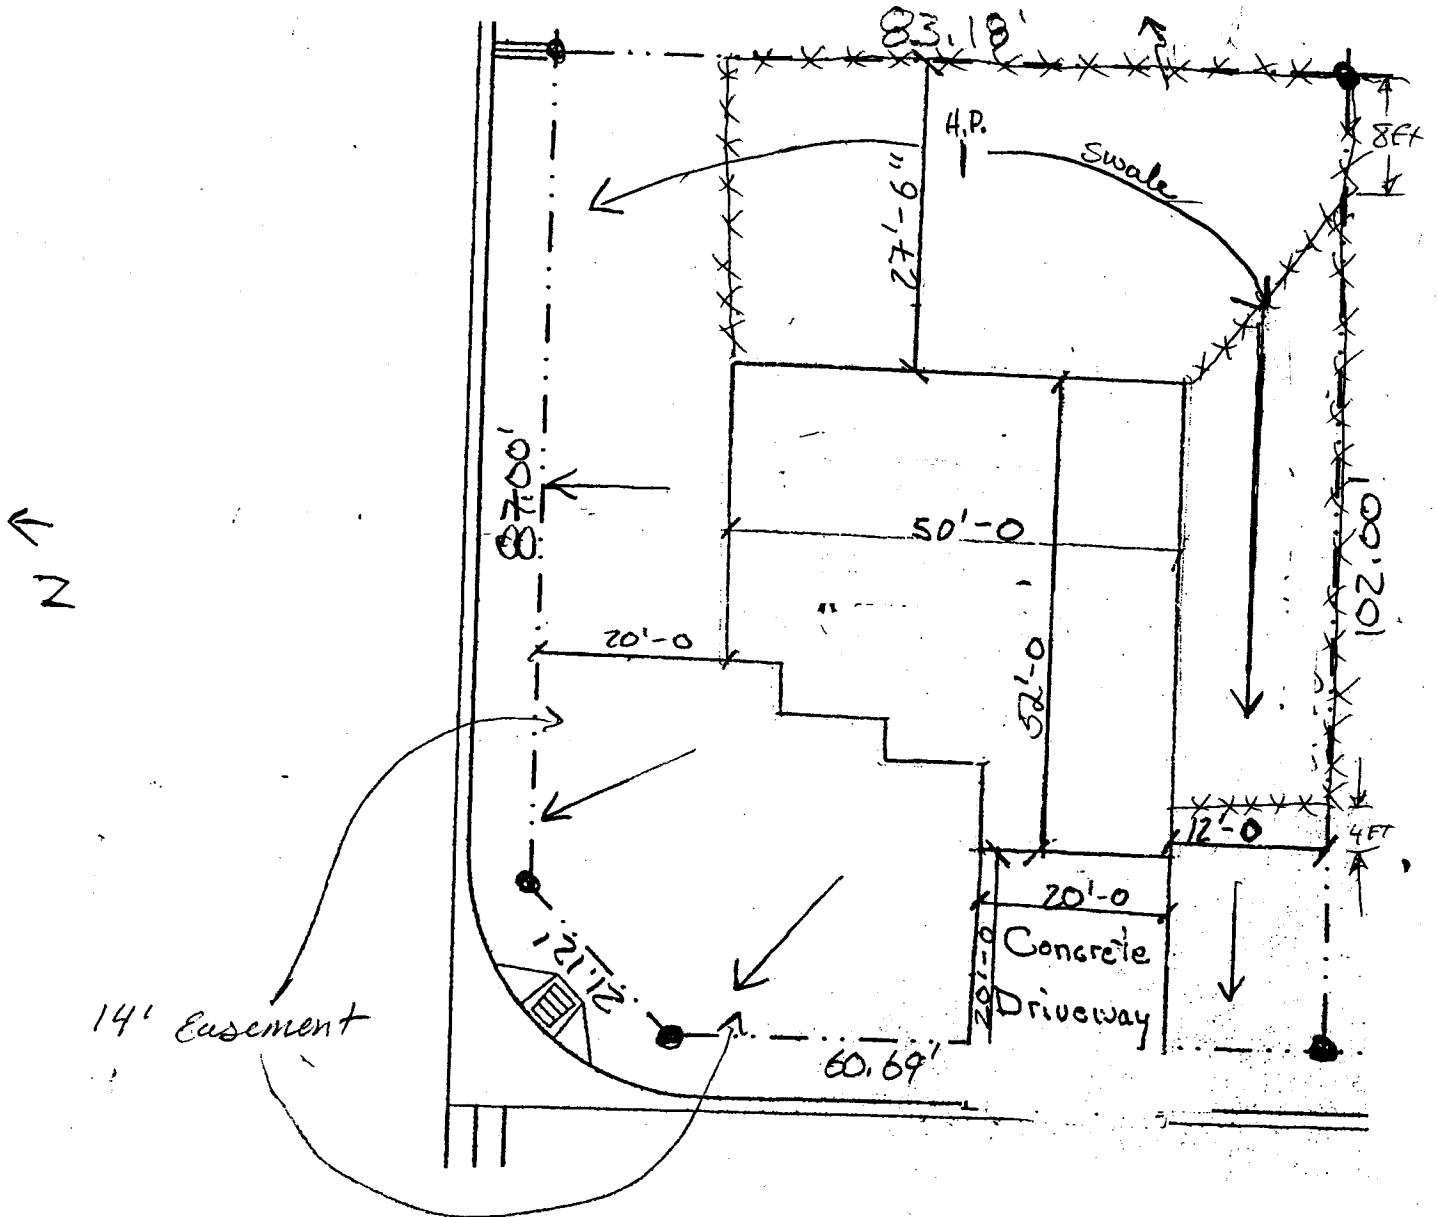 83.18'
H.P.
Swale
8Ft
27'-6"
87.00'
50'-0
102.00'
N
20'-0
52'-0
12'-0
4FT
20'-0
21.21'
20'-0
Concrete
Driveway
14' Easement
60.69'